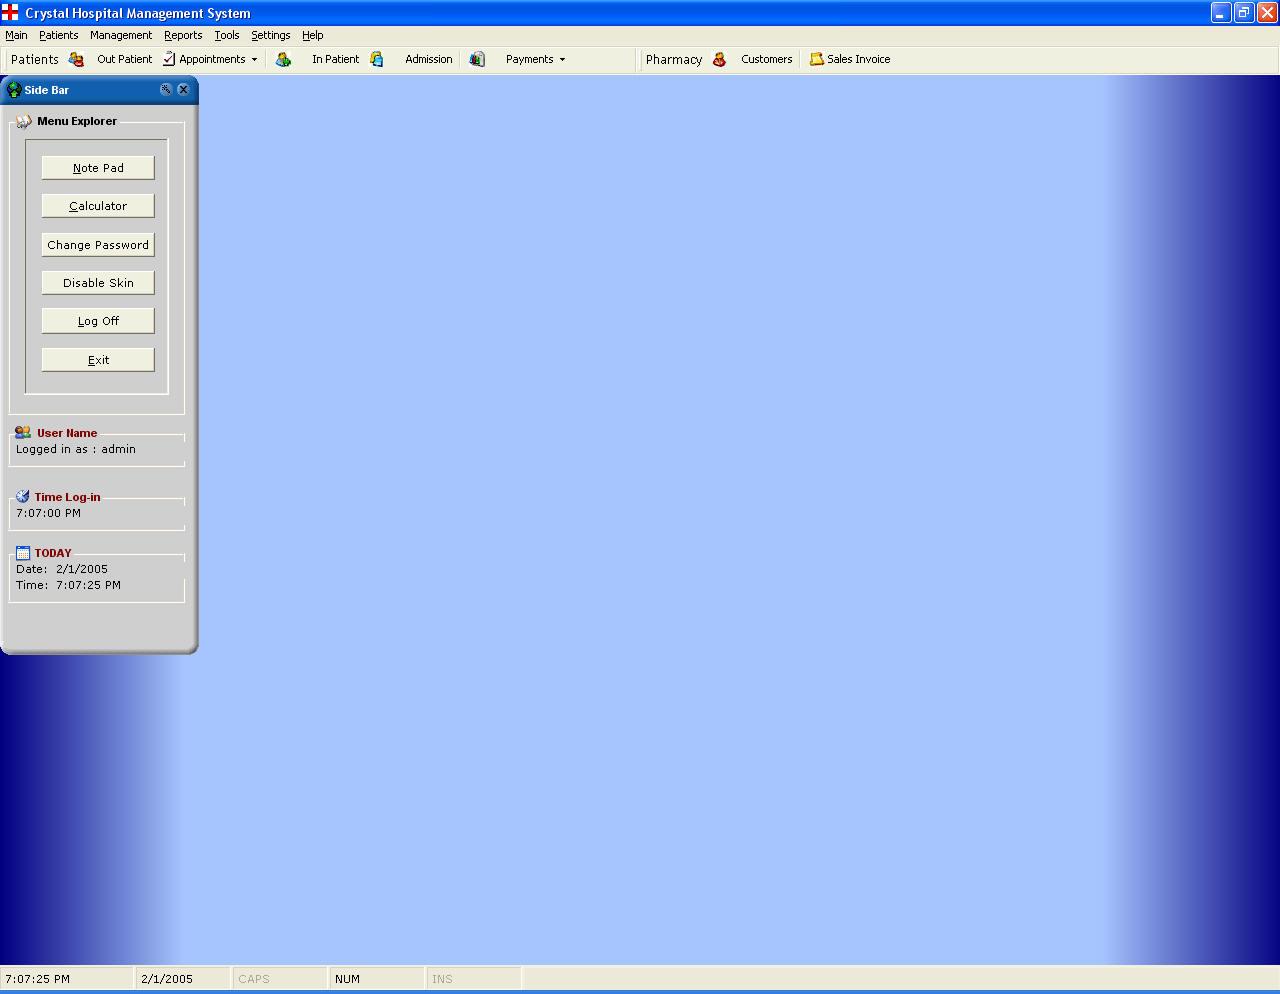 Crystal Hospital Management System
Main Patients Management Reports Tools Settings Help
Patients Out Patient Appointments In Patient Admission Payments Pharmacy Customers Sales Invoice
Side Bar
Menu Explorer
Note Pad
Calculator
Change Password
Disable Skin
Log Off
Exit
User Name
Logged in as : admin
Time Log-in
7:07:00 PM
TODAY
Date: 2/1/2005
Time: 7:07:25 PM
7:07:25 PM 2/1/2005 CAPS NUM INS